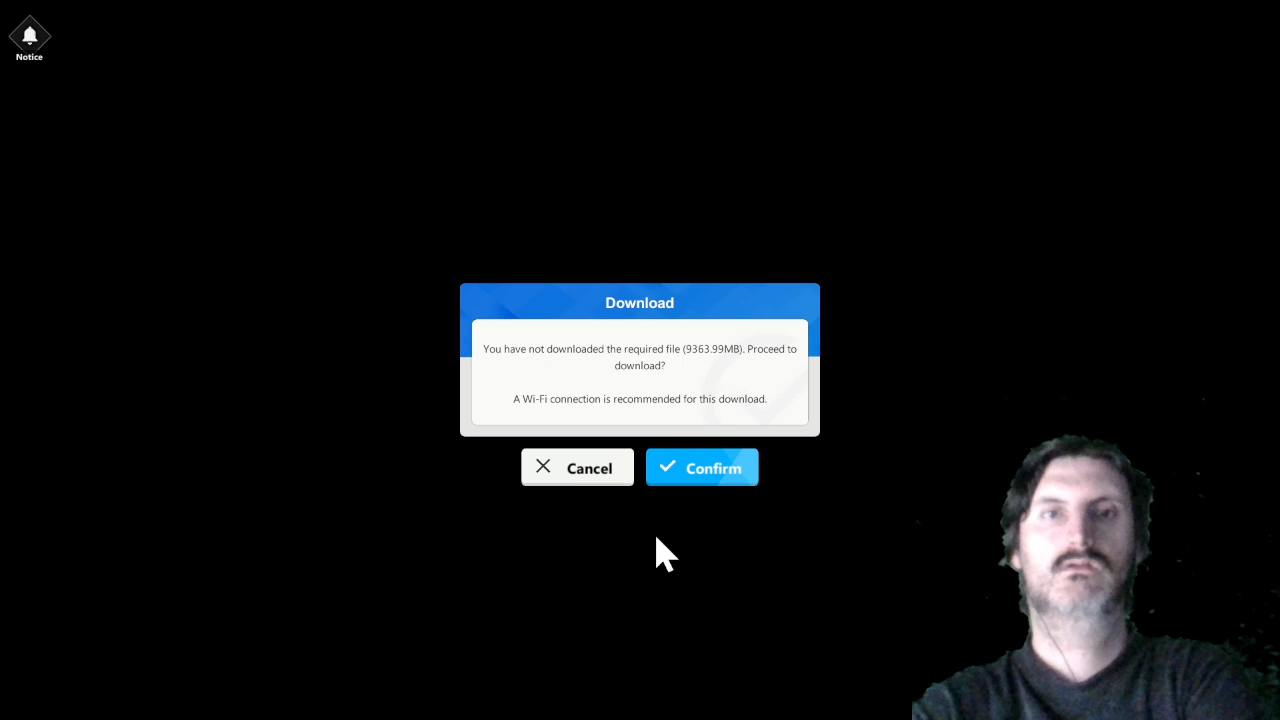 Notice
Download
You have not downloaded the required file (9363.99MB). Proceed to
download?
A Wi-Fi connection is recommended for this download.
Cancel
Confirm